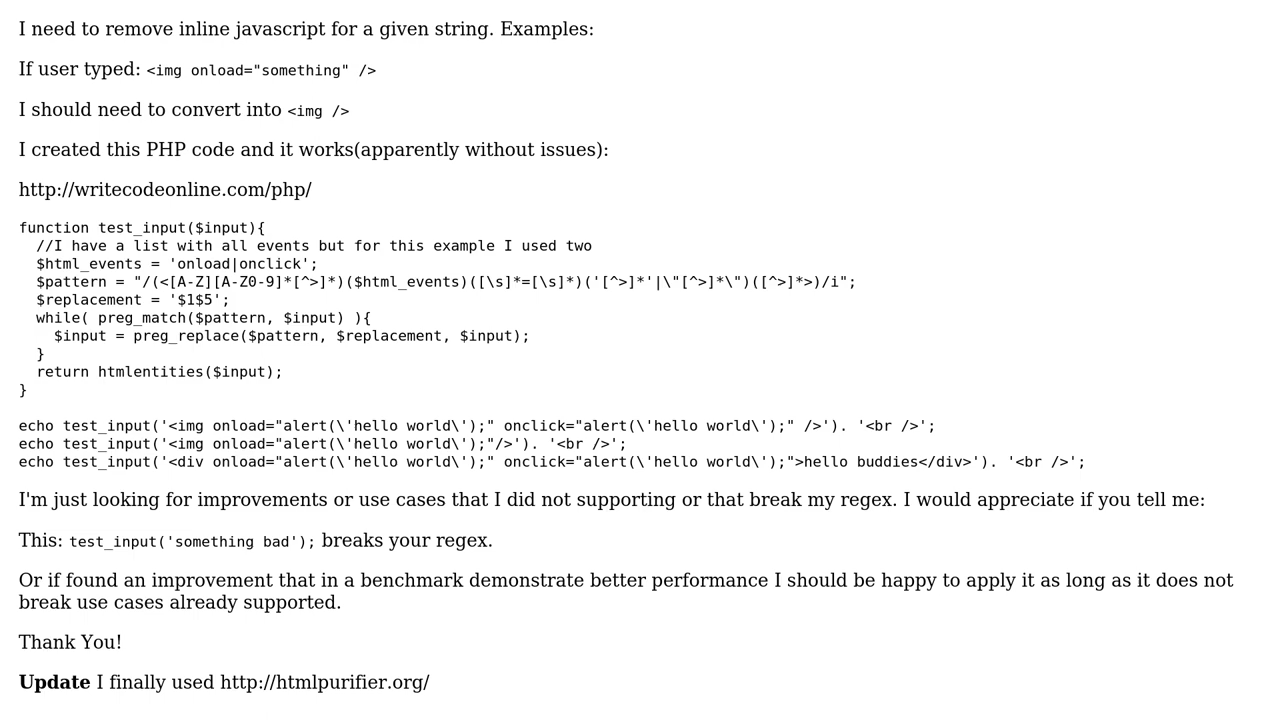 I need to remove inline javascript for a given string. Examples:
If user typed: <img onload="something" />
I should need to convert into <img />
I created this PHP code and it works(apparently without issues):
http://writecodeonline.com/php/
function test_input($input){
  //I have a list with all events but for this example I used two
  $html_events = 'onload|onclick';
  $pattern = "/(<[A-Z][A-Z0-9]*[^>]*)($html_events)([\s]*=[\s]*)('[^>]*'|\"[^>]*\")([^>]*>)/i";
  $replacement = '$1$5';
  while( preg_match($pattern, $input) ){
    $input = preg_replace($pattern, $replacement, $input);
  }
  return htmlentities($input);
}
echo test_input('<img onload="alert(\'hello world\');" onclick="alert(\'hello world\');" />'). '<br />';
echo test_input('<img onload="alert(\'hello world\');"/>'). '<br />';
echo test_input('<div onload="alert(\'hello world\');" onclick="alert(\'hello world\');">hello buddies</div>'). '<br />';
I'm just looking for improvements or use cases that I did not supporting or that break my regex. I would appreciate if you tell me:
This: test_input('something bad'); breaks your regex.
Or if found an improvement that in a benchmark demonstrate better performance I should be happy to apply it as long as it does not
break use cases already supported.
Thank You!
Update I finally used http://htmlpurifier.org/